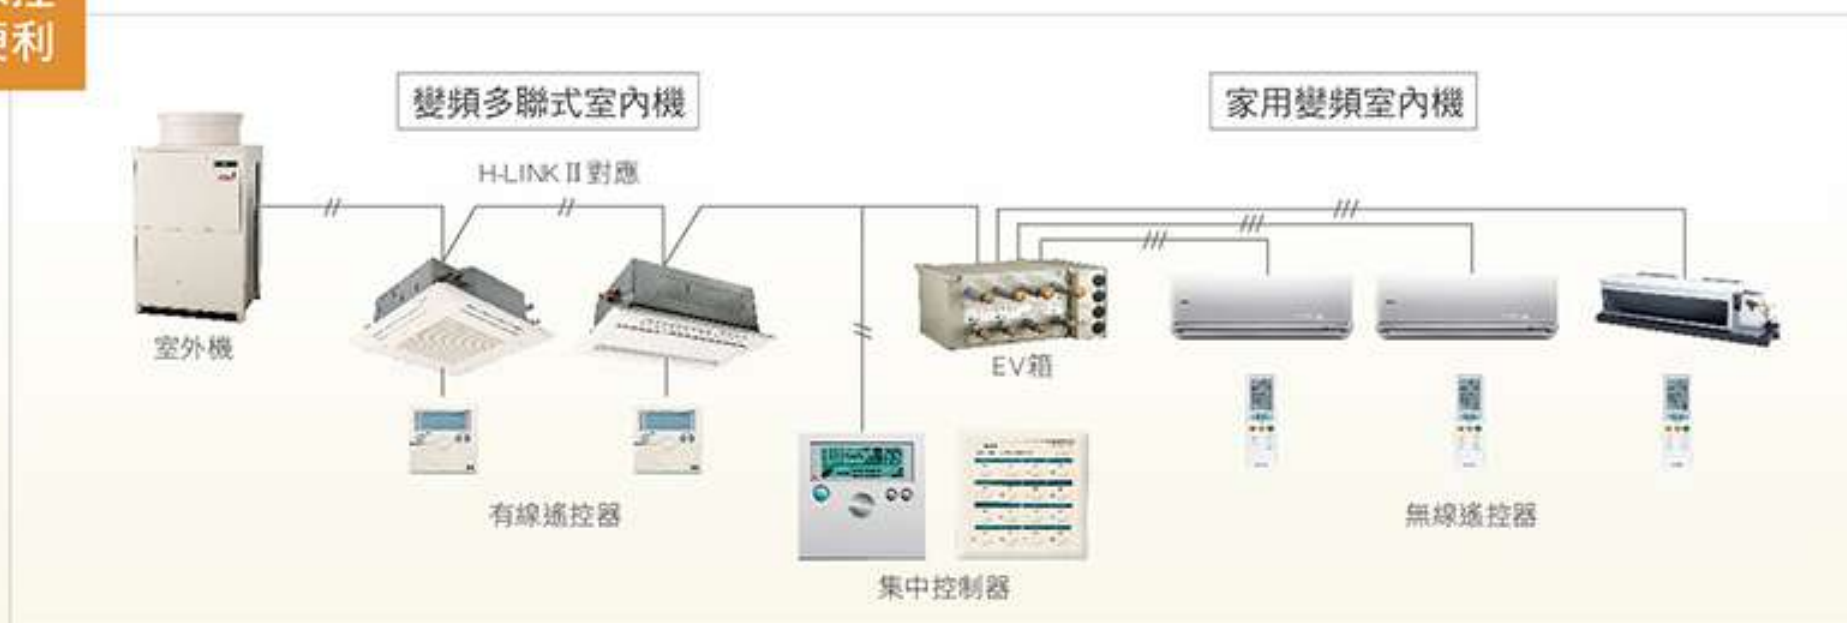 便利
變頻多聯式室內機
家用變頻室內機
H-LINK II 對應
室外機
EV箱
有線遙控器
無線遙控器
集中控制器